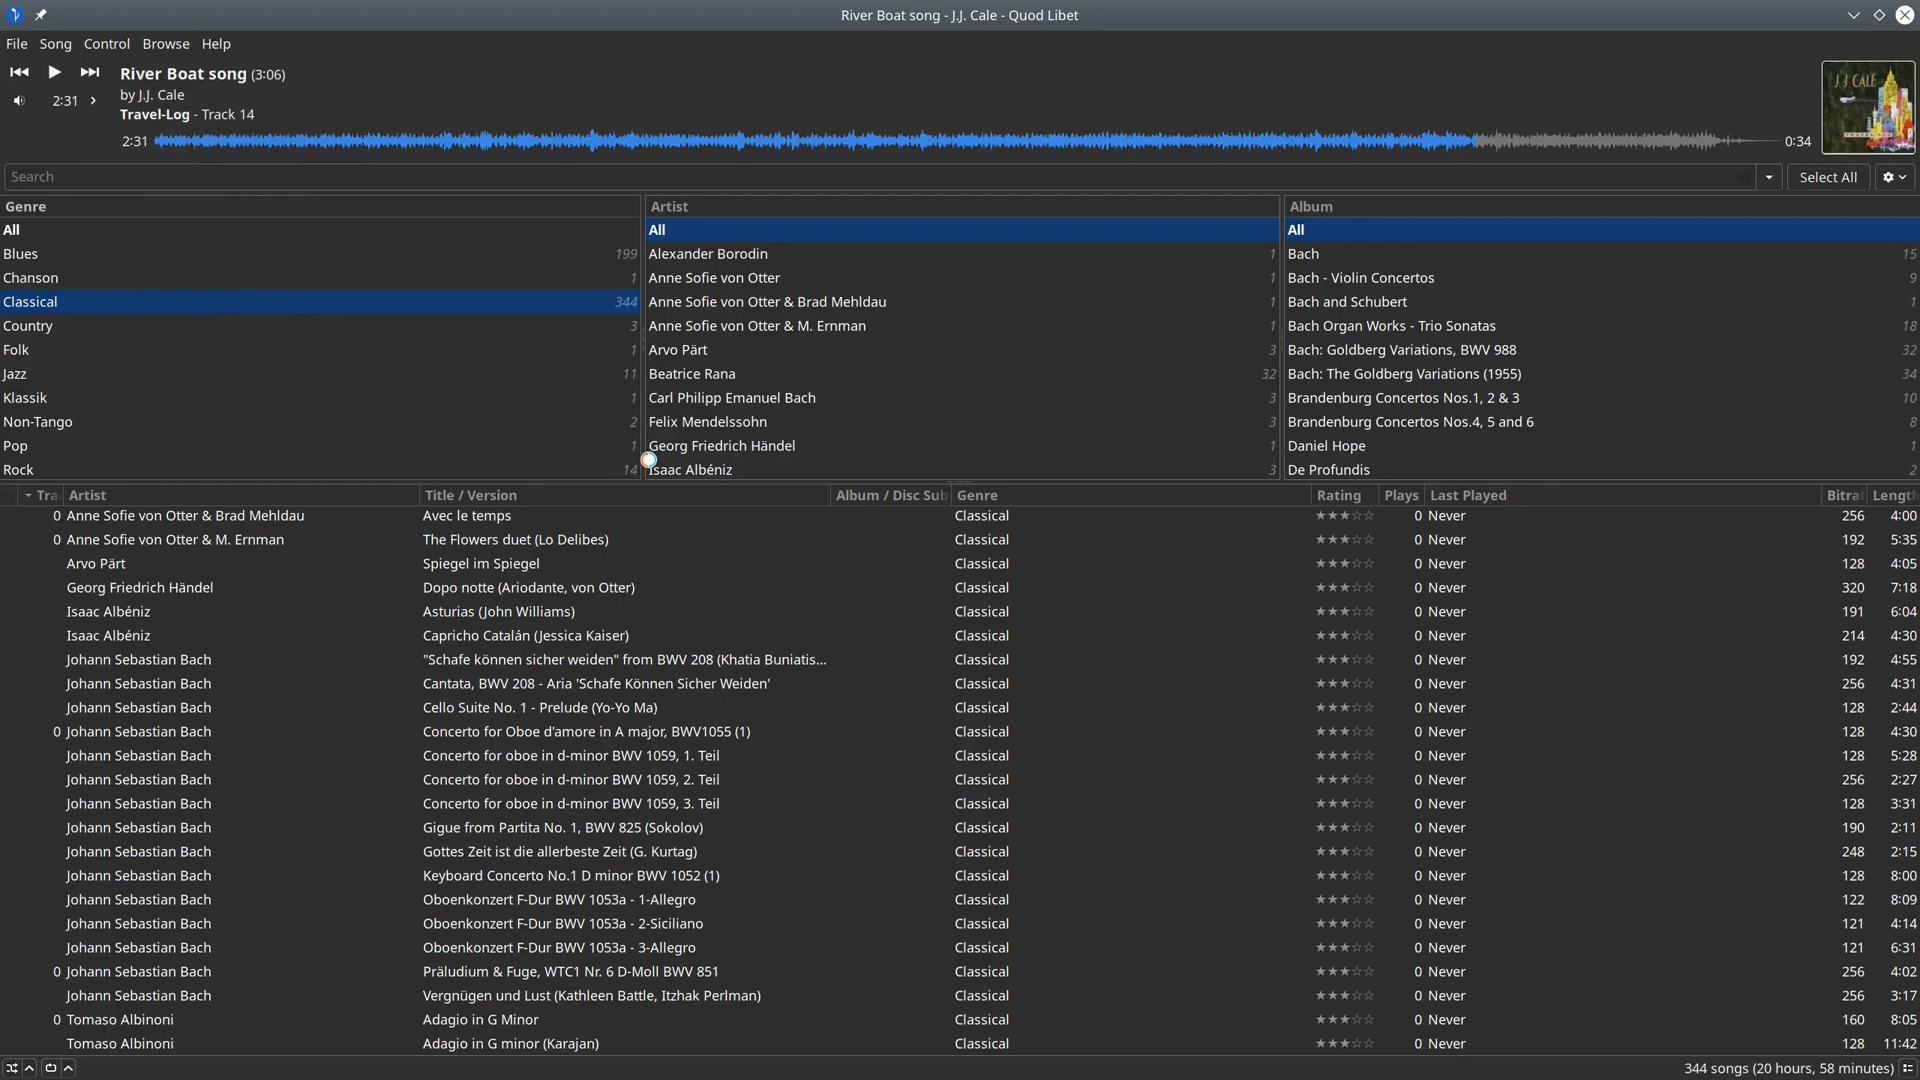 River Boat song - J.J. Cale - Quod Libet
File Song Control Browse Help
River Boat song (3:06)
2:31
by J.J. Cale
Travel-Log - Track 14
2:31 0:34
J J CALE
Search Select All
Genre Artist Album
All All All
Blues 199 Alexander Borodin 1 Bach 15
Chanson 1 Anne Sofie von Otter 1 Bach - Violin Concertos 9
Classical 344 Anne Sofie von Otter & Brad Mehldau 1 Bach and Schubert 1
Country 3 Anne Sofie von Otter & M. Ernman 1 Bach Organ Works - Trio Sonatas 18
Folk 1 Arvo Pärt 3 Bach: Goldberg Variations, BWV 988 32
Jazz 11 Beatrice Rana 32 Bach: The Goldberg Variations (1955) 34
Klassik 1 Carl Philipp Emanuel Bach 3 Brandenburg Concertos Nos.1, 2 & 3 10
Non-Tango 2 Felix Mendelssohn 3 Brandenburg Concertos Nos.4, 5 and 6 8
Pop 1 Georg Friedrich Händel 1 Daniel Hope 1
Rock 14 Isaac Albéniz 3 De Profundis 2
Tra Artist Title / Version Album / Disc Sub Genre Rating Plays Last Played Bitra Length
0 Anne Sofie von Otter & Brad Mehldau Avec le temps Classical ★★★☆☆ 0 Never 256 4:00
0 Anne Sofie von Otter & M. Ernman The Flowers duet (Lo Delibes) Classical ★★★☆☆ 0 Never 192 5:35
Arvo Pärt Spiegel im Spiegel Classical ★★★☆☆ 0 Never 128 4:05
Georg Friedrich Händel Dopo notte (Ariodante, von Otter) Classical ★★★☆☆ 0 Never 320 7:18
Isaac Albéniz Asturias (John Williams) Classical ★★★☆☆ 0 Never 191 6:04
Isaac Albéniz Capricho Catalán (Jessica Kaiser) Classical ★★★☆☆ 0 Never 214 4:30
Johann Sebastian Bach "Schafe können sicher weiden" from BWV 208 (Khatia Buniatis... Classical ★★★☆☆ 0 Never 192 4:55
Johann Sebastian Bach Cantata, BWV 208 - Aria 'Schafe Können Sicher Weiden' Classical ★★★☆☆ 0 Never 256 4:31
Johann Sebastian Bach Cello Suite No. 1 - Prelude (Yo-Yo Ma) Classical ★★★☆☆ 0 Never 128 2:44
0 Johann Sebastian Bach Concerto for Oboe d'amore in A major, BWV1055 (1) Classical ★★★☆☆ 0 Never 128 4:30
Johann Sebastian Bach Concerto for oboe in d-minor BWV 1059, 1. Teil Classical ★★★☆☆ 0 Never 128 5:28
Johann Sebastian Bach Concerto for oboe in d-minor BWV 1059, 2. Teil Classical ★★★☆☆ 0 Never 256 2:27
Johann Sebastian Bach Concerto for oboe in d-minor BWV 1059, 3. Teil Classical ★★★☆☆ 0 Never 128 3:31
Johann Sebastian Bach Gigue from Partita No. 1, BWV 825 (Sokolov) Classical ★★★☆☆ 0 Never 190 2:11
Johann Sebastian Bach Gottes Zeit ist die allerbeste Zeit (G. Kurtag) Classical ★★★☆☆ 0 Never 248 2:15
Johann Sebastian Bach Keyboard Concerto No.1 D minor BWV 1052 (1) Classical ★★★☆☆ 0 Never 128 8:00
Johann Sebastian Bach Oboenkonzert F-Dur BWV 1053a - 1-Allegro Classical ★★★☆☆ 0 Never 122 8:09
Johann Sebastian Bach Oboenkonzert F-Dur BWV 1053a - 2-Siciliano Classical ★★★☆☆ 0 Never 121 4:14
Johann Sebastian Bach Oboenkonzert F-Dur BWV 1053a - 3-Allegro Classical ★★★☆☆ 0 Never 121 6:31
0 Johann Sebastian Bach Präludium & Fuge, WTC1 Nr. 6 D-Moll BWV 851 Classical ★★★☆☆ 0 Never 256 4:02
Johann Sebastian Bach Vergnügen und Lust (Kathleen Battle, Itzhak Perlman) Classical ★★★☆☆ 0 Never 256 3:17
0 Tomaso Albinoni Adagio in G Minor Classical ★★★☆☆ 0 Never 160 8:05
Tomaso Albinoni Adagio in G minor (Karajan) Classical ★★★☆☆ 0 Never 128 11:42
344 songs (20 hours, 58 minutes)